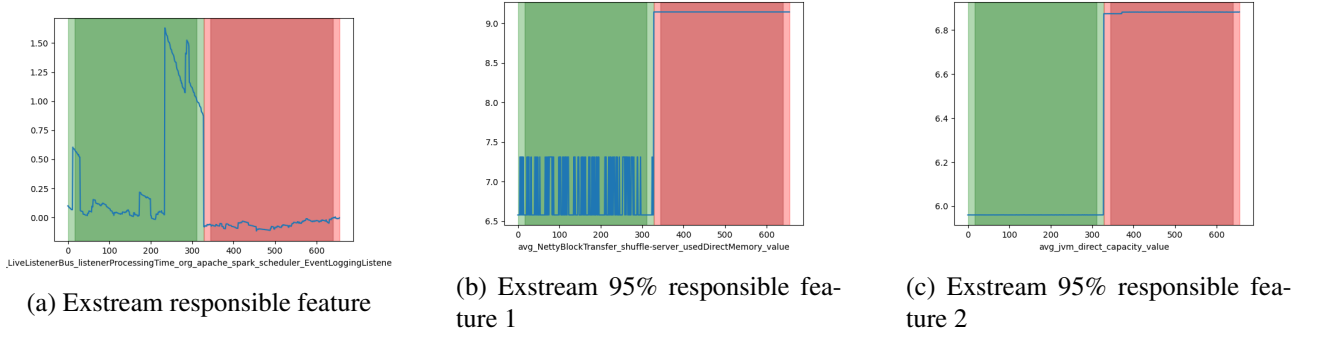 1.50
1.25
1.00
0.75
0.50
0.25
0.00
0 100 200 300 400 500 600
_LiveListenerBus_listenerProcessingTime_org_apache_spark_scheduler_EventLoggingListene
(a) Exstream responsible feature
9.0
8.5
8.0
7.5
7.0
6.5
0 100 200 300 400 500 600
avg_NettyBlockTransfer_shuffle-server_usedDirectMemory_value
(b) Exstream 95% responsible fea-
ture 1
6.8
6.6
6.4
6.2
6.0
0 100 200 300 400 500 600
avg_jvm_direct_capacity_value
(c) Exstream 95% responsible fea-
ture 2